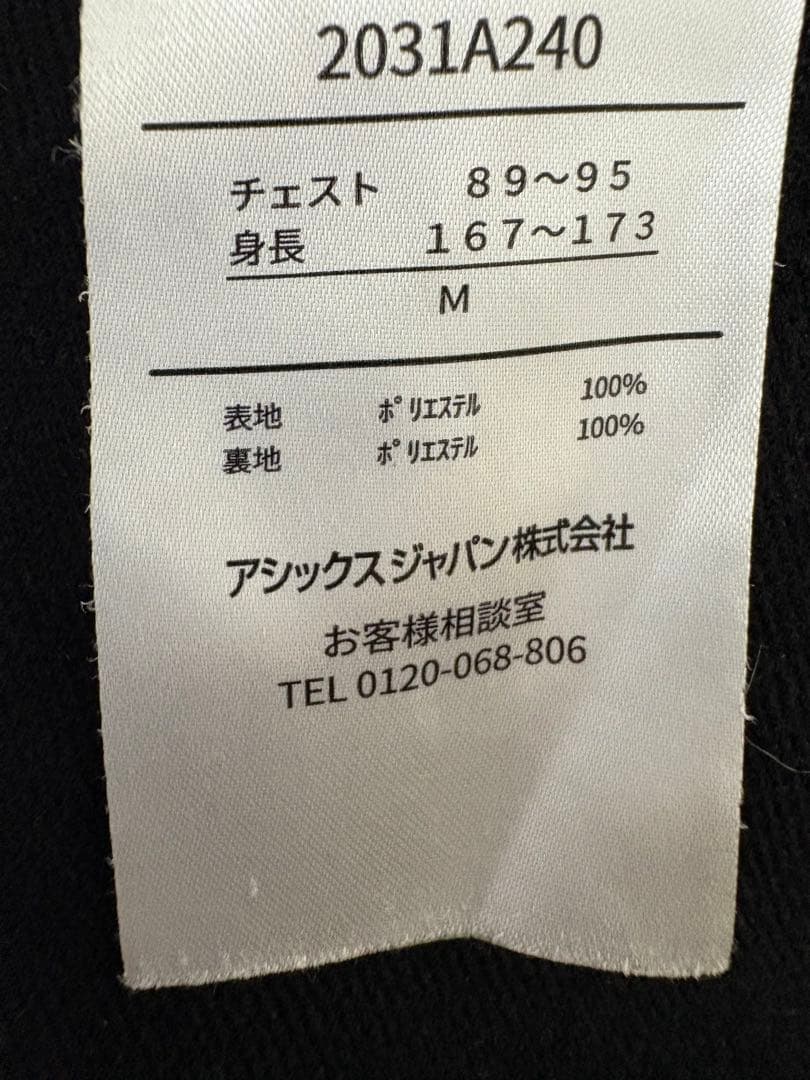 2031A240
チェスト ８９～９５
身長 １６７～１７３
M
表地 ﾎﾟﾘｴｽﾃﾙ 100%
裏地 ﾎﾟﾘｴｽﾃﾙ 100%
アシックスジャパン株式会社
お客様相談室
TEL 0120-068-806